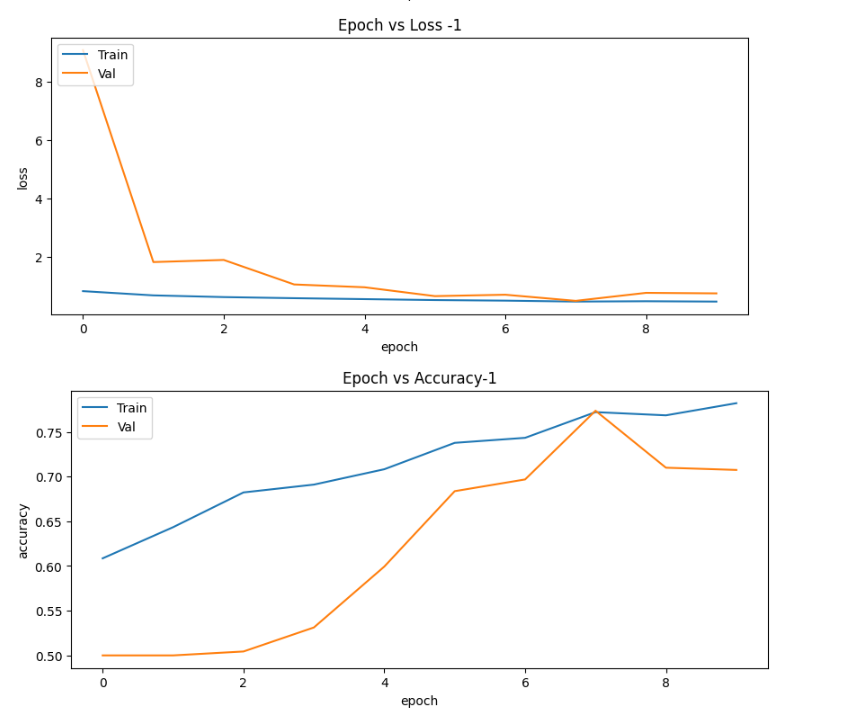 Epoch vs Loss -1
Train
Val
8
6
4
2
loss
0 2 4 6 8
epoch
Epoch vs Accuracy-1
Train
Val
0.75
0.70
0.65
0.60
0.55
0.50
accuracy
0 2 4 6 8
epoch